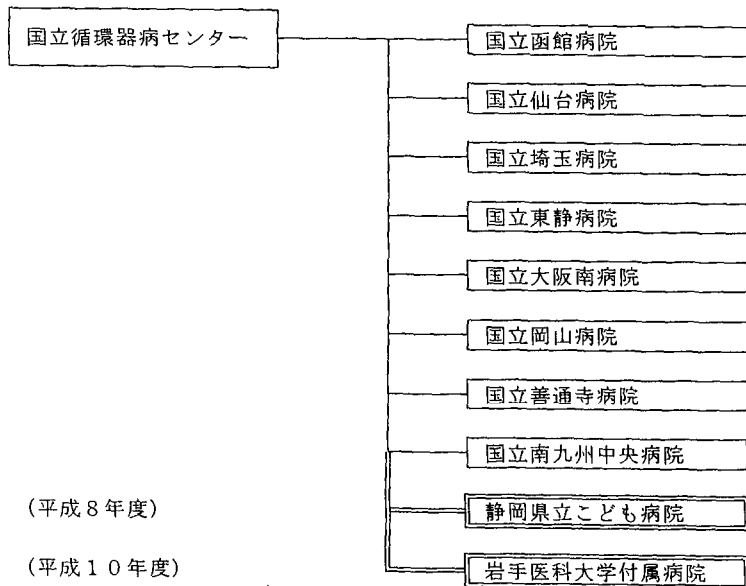 国立循環器病センター
国立函館病院
国立仙台病院
国立埼玉病院
国立東静病院
国立大阪南病院
国立岡山病院
国立善通寺病院
国立南九州中央病院
(平成8年度)
静岡県立こども病院
(平成10年度)
岩手医科大学付属病院